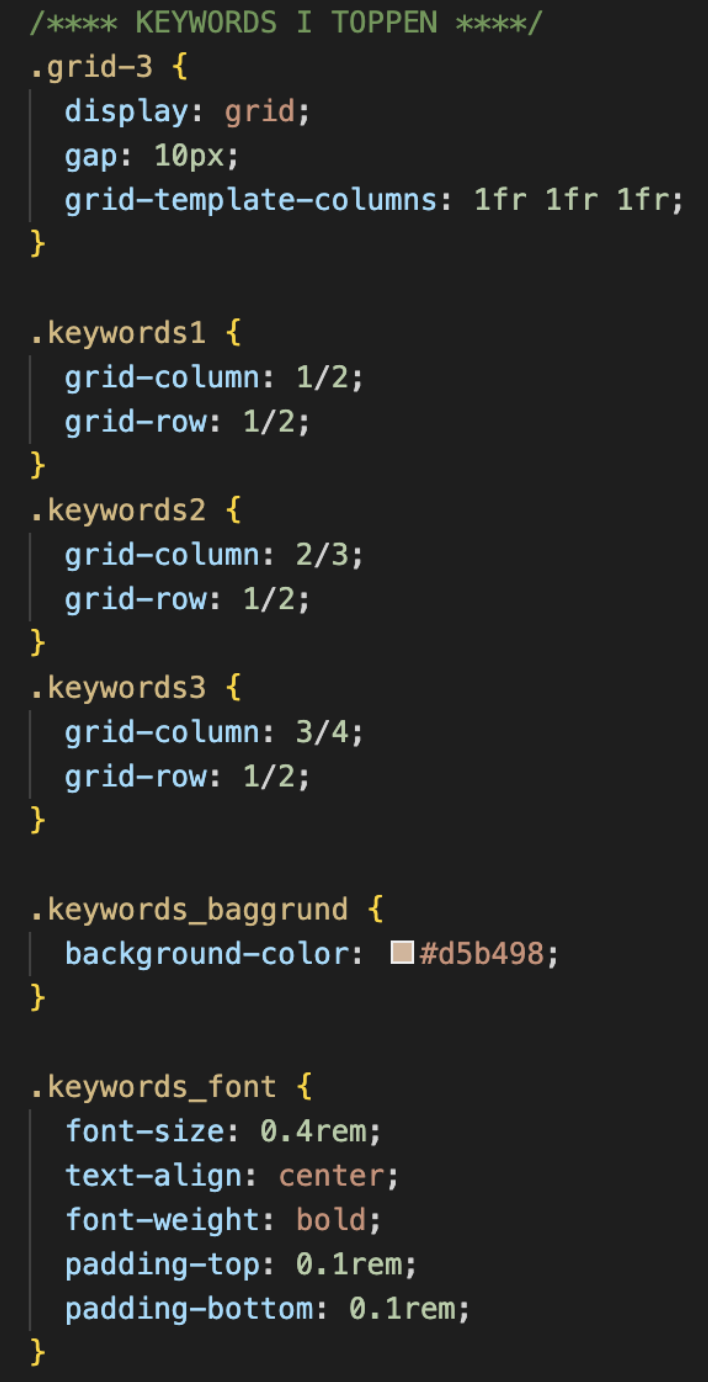 /**** KEYWORDS I TOPPEN ****/
.grid-3 {
  display: grid;
  gap: 10px;
  grid-template-columns: 1fr 1fr 1fr;
}

.keywords1 {
  grid-column: 1/2;
  grid-row: 1/2;
}
.keywords2 {
  grid-column: 2/3;
  grid-row: 1/2;
}
.keywords3 {
  grid-column: 3/4;
  grid-row: 1/2;
}

.keywords_baggrund {
  background-color: #d5b498;
}

.keywords_font {
  font-size: 0.4rem;
  text-align: center;
  font-weight: bold;
  padding-top: 0.1rem;
  padding-bottom: 0.1rem;
}